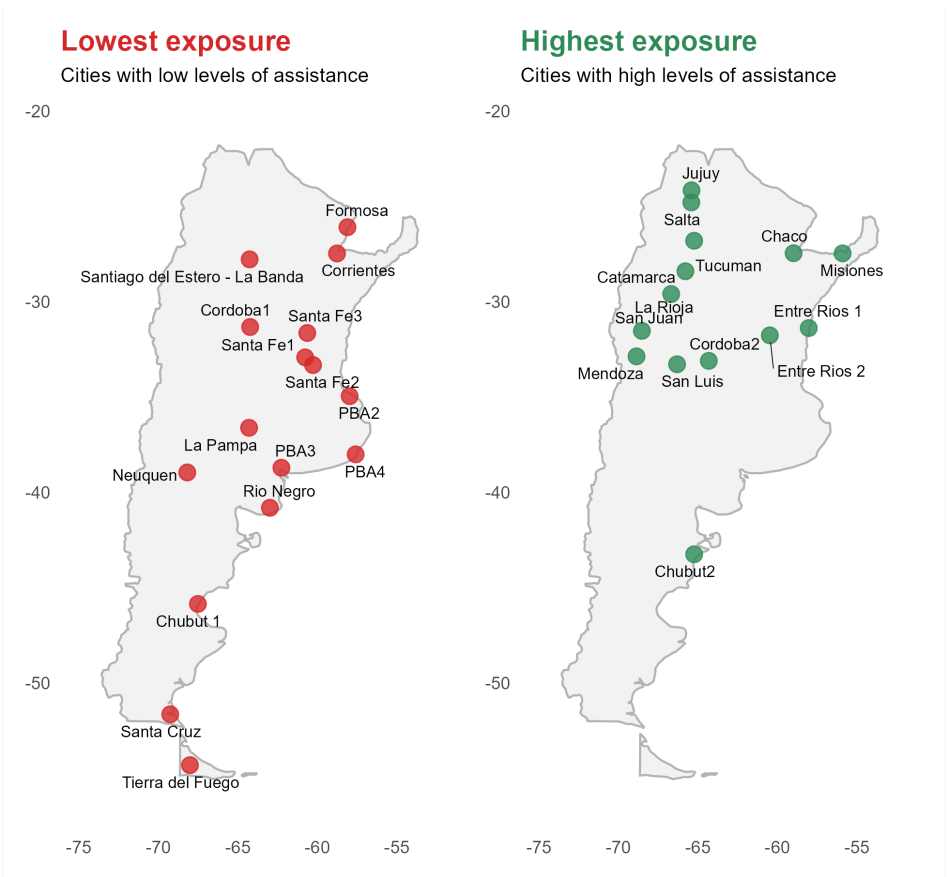 Lowest exposure
Cities with low levels of assistance
-20
-30
-40
-50
Formosa
Corrientes
Santiago del Estero - La Banda
Cordoba1
Santa Fe3
Santa Fe1
Santa Fe2
PBA2
La Pampa
PBA3
PBA4
Neuquen
Rio Negro
Chubut 1
Santa Cruz
Tierra del Fuego
-75
-70
-65
-60
-55
Highest exposure
Cities with high levels of assistance
-20
-30
-40
-50
Jujuy
Salta
Chaco
Tucuman
Misiones
Catamarca
La Rioja
Entre Rios 1
San Juan
Cordoba2
Entre Rios 2
Mendoza
San Luis
Chubut2
-75
-70
-65
-60
-55